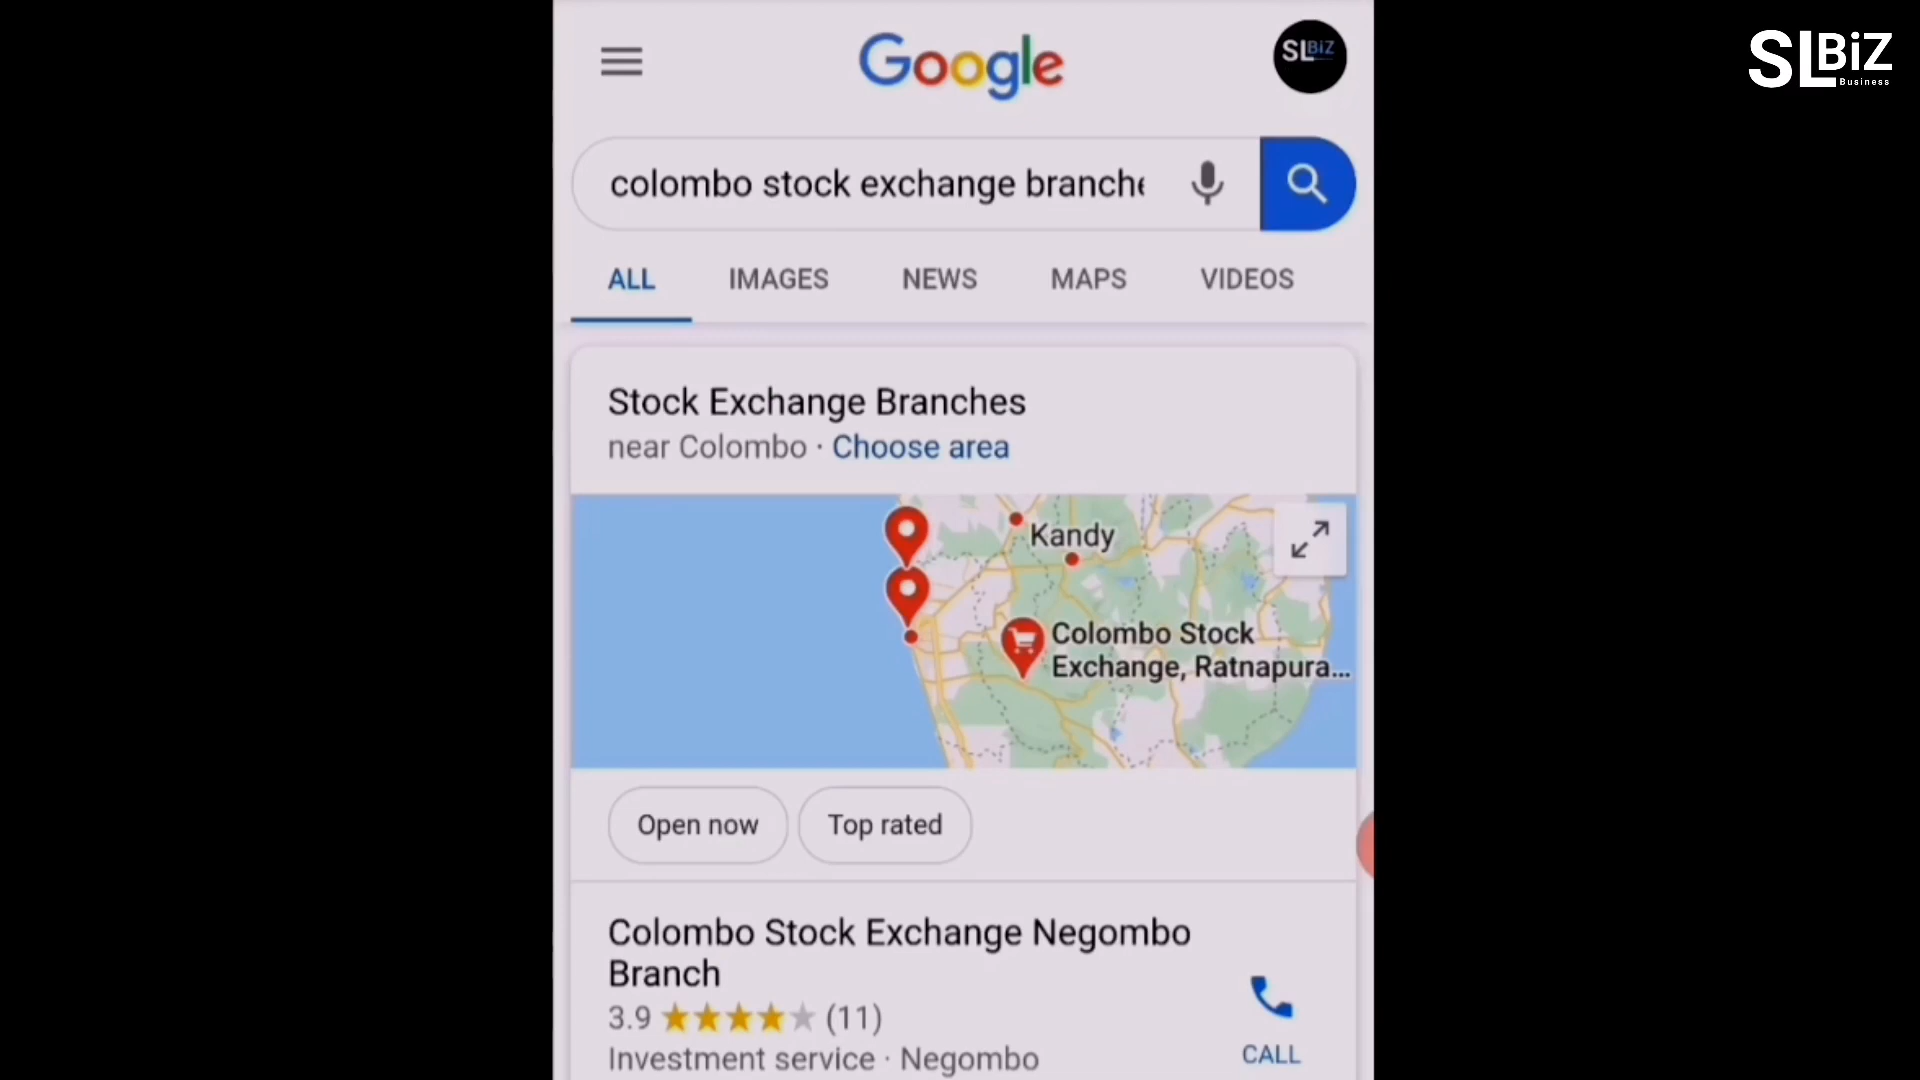 Google
SLBiZ
SLBiZ
Business
colombo stock exchange branche
ALL IMAGES NEWS MAPS VIDEOS
Stock Exchange Branches
near Colombo · Choose area
Kandy
Colombo Stock
Exchange, Ratnapura...
Open now Top rated
Colombo Stock Exchange Negombo
Branch
3.9 (11)
Investment service · Negombo
CALL